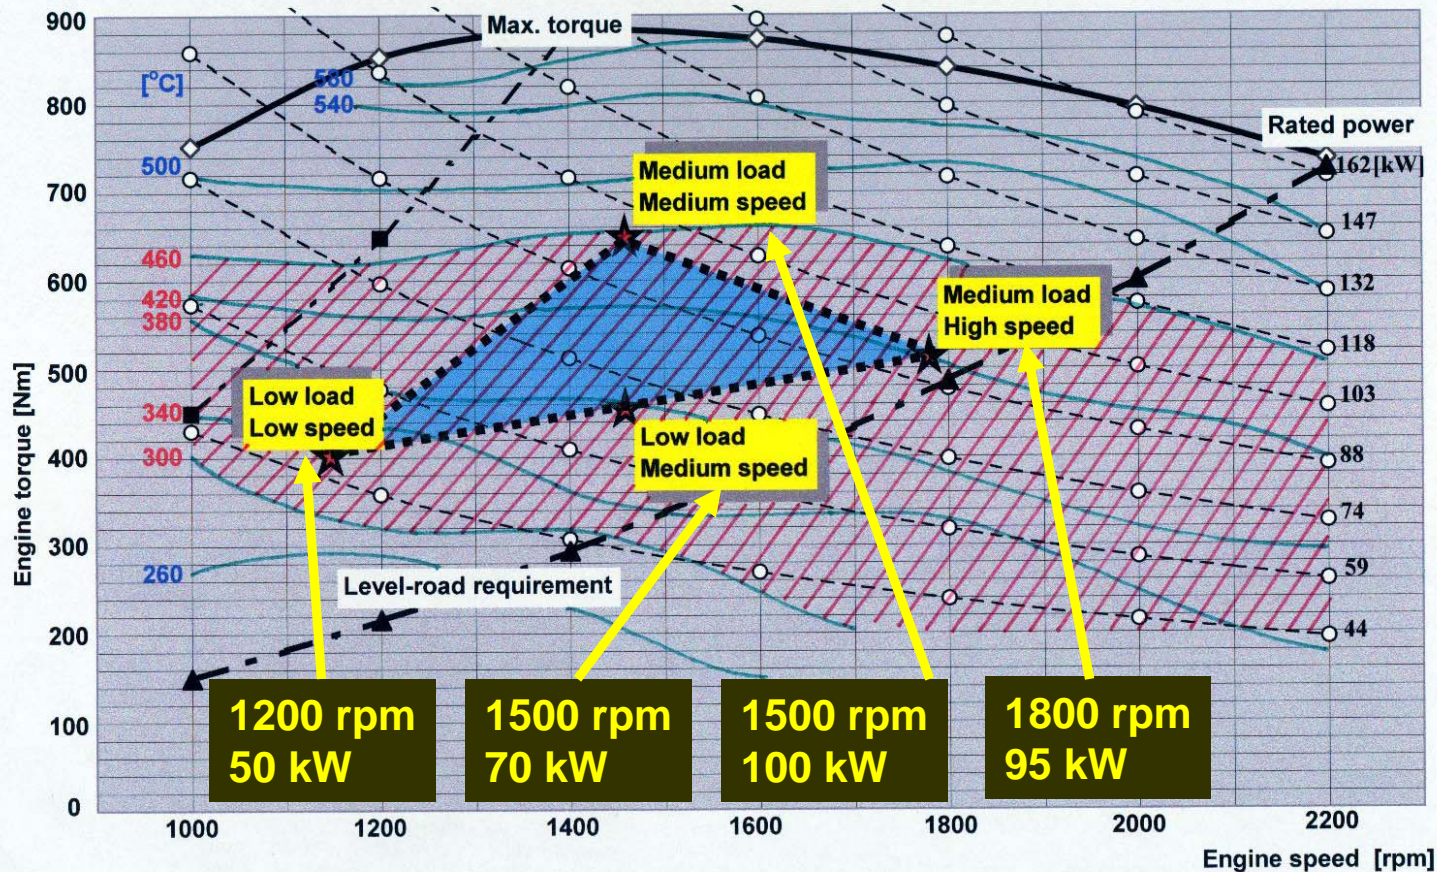 900
800
700
600
500
400
300
200
100
0
Engine torque [Nm]
[°C]
580
540
500
460
420
380
340
300
260
Max. torque
Rated power
162[kW]
147
132
118
103
88
74
59
44
Medium load
Medium speed
Medium load
High speed
Low load
Low speed
Low load
Medium speed
Level-road requirement
1200 rpm
50 kW
1500 rpm
70 kW
1500 rpm
100 kW
1800 rpm
95 kW
1000
1200
1400
1600
1800
2000
2200
Engine speed [rpm]